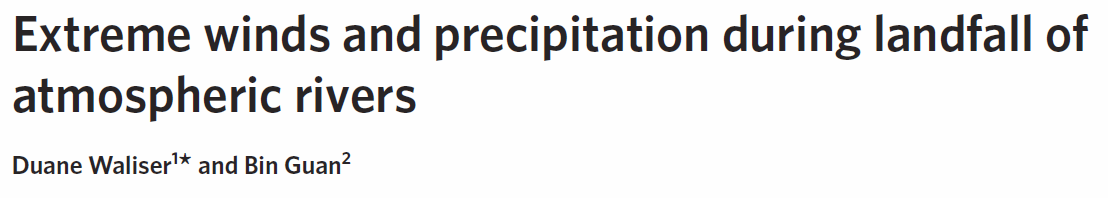 Extreme winds and precipitation during landfall of
atmospheric rivers
Duane Waliser¹* and Bin Guan²